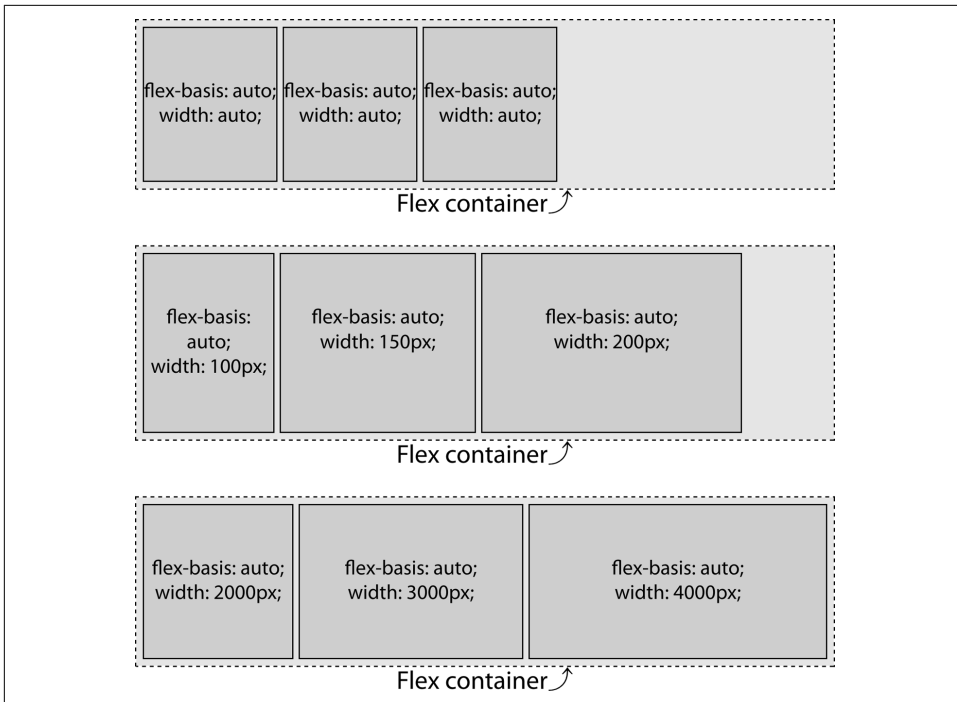 flex-basis: auto; flex-basis: auto; flex-basis: auto;
width: auto; width: auto; width: auto;
Flex container
flex-basis:
auto;
width: 100px;
flex-basis: auto;
width: 150px;
flex-basis: auto;
width: 200px;
Flex container
flex-basis: auto;
width: 2000px;
flex-basis: auto;
width: 3000px;
flex-basis: auto;
width: 4000px;
Flex container